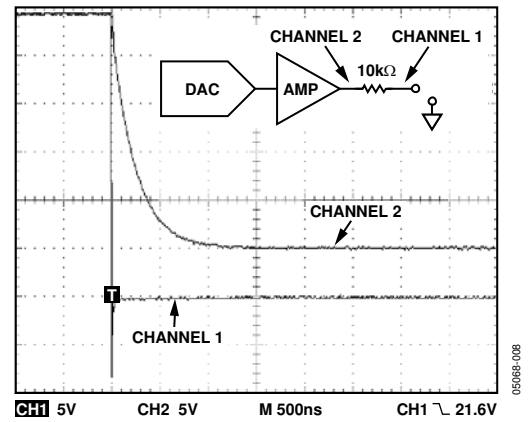 CHANNEL 2
CHANNEL 1
10kΩ
DAC
AMP
CHANNEL 2
T
CHANNEL 1
05068-008
CH1 5V
CH2 5V
M 500ns
CH1 ㄟ 21.6V